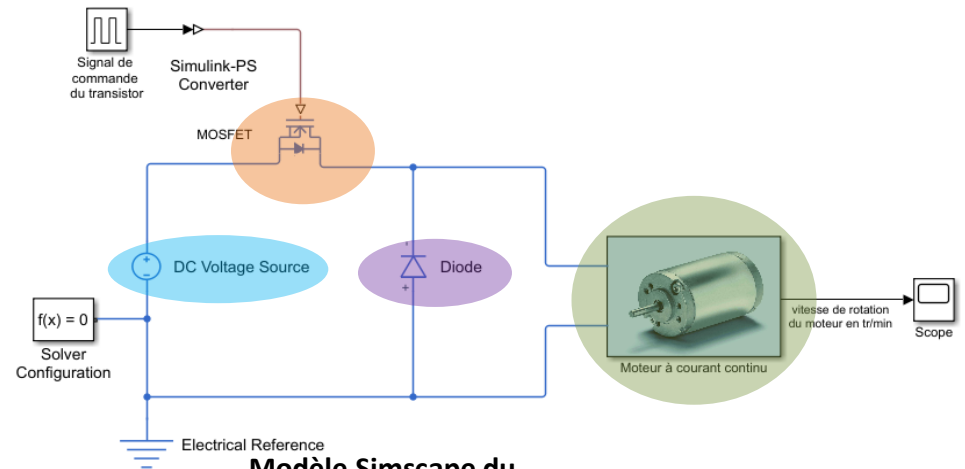 Signal de
commande
du transistor
Simulink-PS
Converter
MOSFET
DC Voltage Source
Diode
f(x) = 0
Solver
Configuration
Moteur à courant continu
vitesse de rotation
du moteur en tr/min
Scope
Electrical Reference
Modèle Simscape du